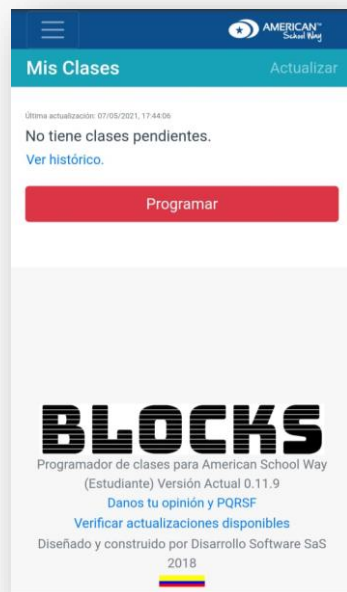 AMERICAN™
School Way
Mis Clases
Actualizar
Última actualización: 07/05/2021, 17:44:06
No tiene clases pendientes.
Ver histórico.
Programar
BLOCKS
Programador de clases para American School Way
(Estudiante) Versión Actual 0.11.9
Danos tu opinión y PQRSF
Verificar actualizaciones disponibles
Diseñado y construido por Disarrollo Software SaS
2018